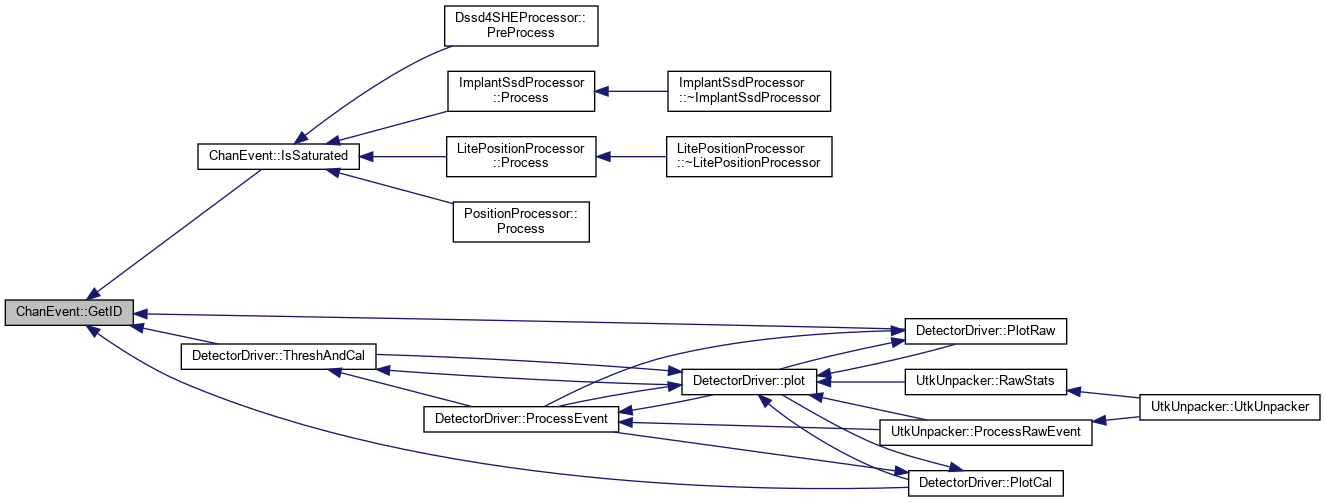 Dssd4SHEProcessor::
PreProcess
ImplantSsdProcessor
::Process
ImplantSsdProcessor
::~ImplantSsdProcessor
LitePositionProcessor
::Process
LitePositionProcessor
::~LitePositionProcessor
ChanEvent::IsSaturated
PositionProcessor::
Process
ChanEvent::GetID
DetectorDriver::PlotRaw
DetectorDriver::ThreshAndCal
DetectorDriver::plot
UtkUnpacker::RawStats
UtkUnpacker::UtkUnpacker
DetectorDriver::ProcessEvent
UtkUnpacker::ProcessRawEvent
DetectorDriver::PlotCal